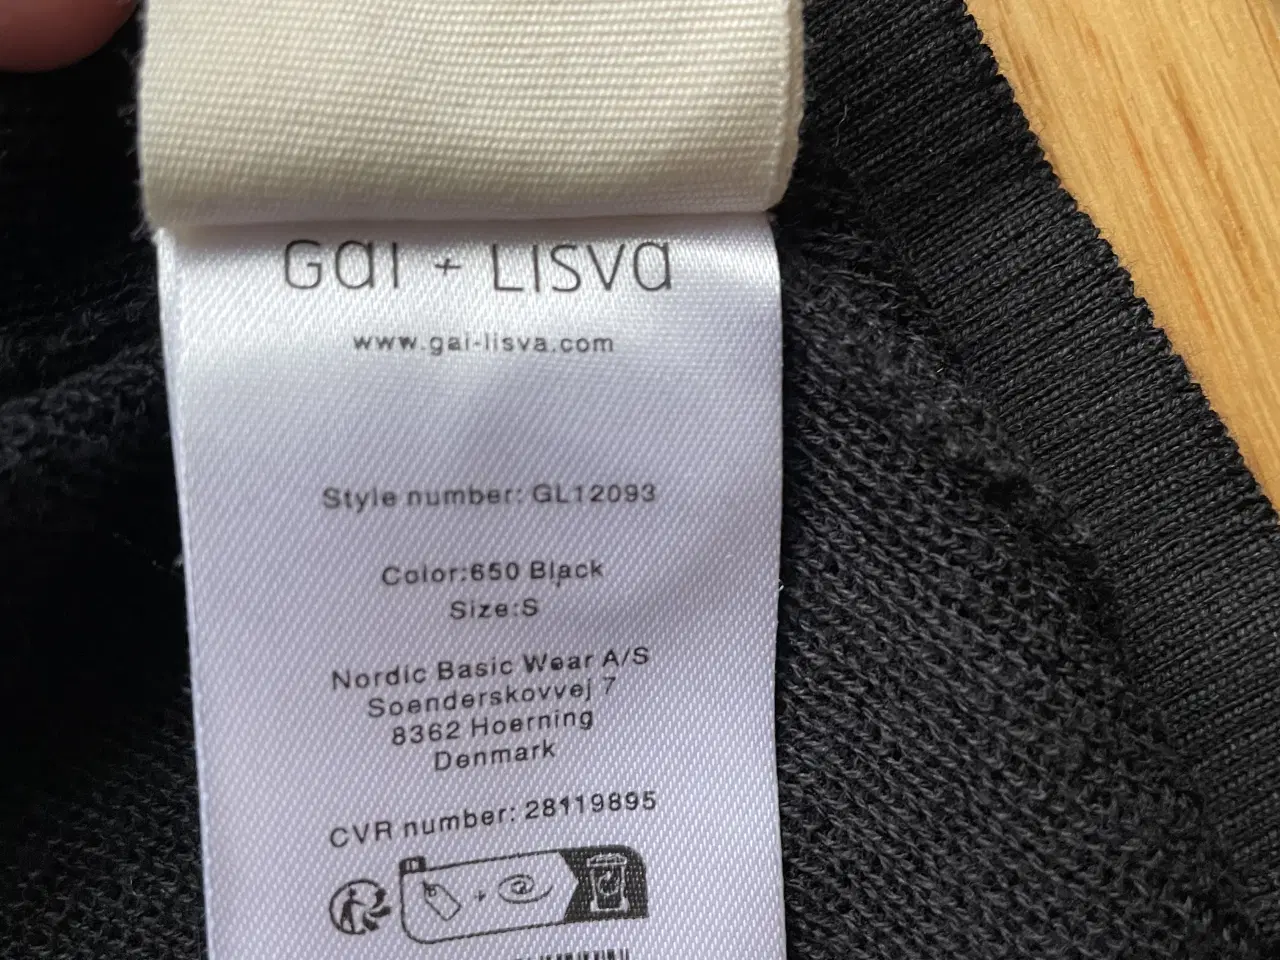 Gai + LISVa
www.gai-lisva.com
Style number: GL12093
Color:650 Black
Size:S
Nordic Basic Wear A/S
Soenderskovvej 7
8362 Hoerning
Denmark
CVR number: 28119895